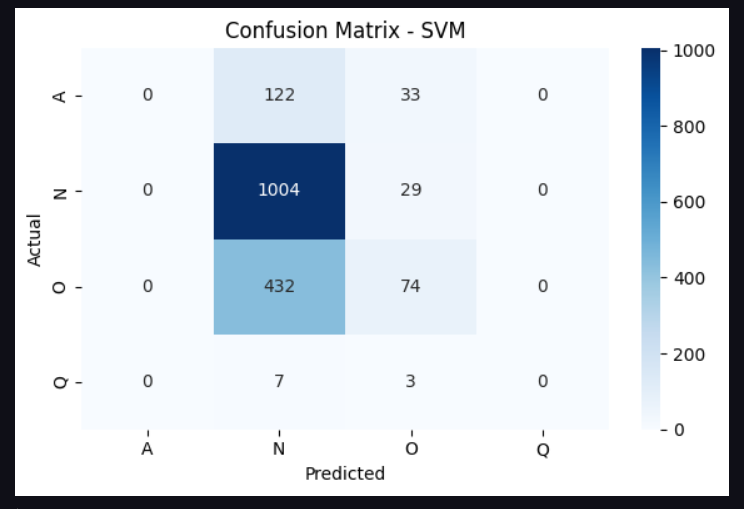 Confusion Matrix - SVM
1000
A 0 122 33 0
800
N 0 1004 29 0
600
Actual
400
O 0 432 74 0
200
Q 0 7 3 0
0
A N O Q
Predicted